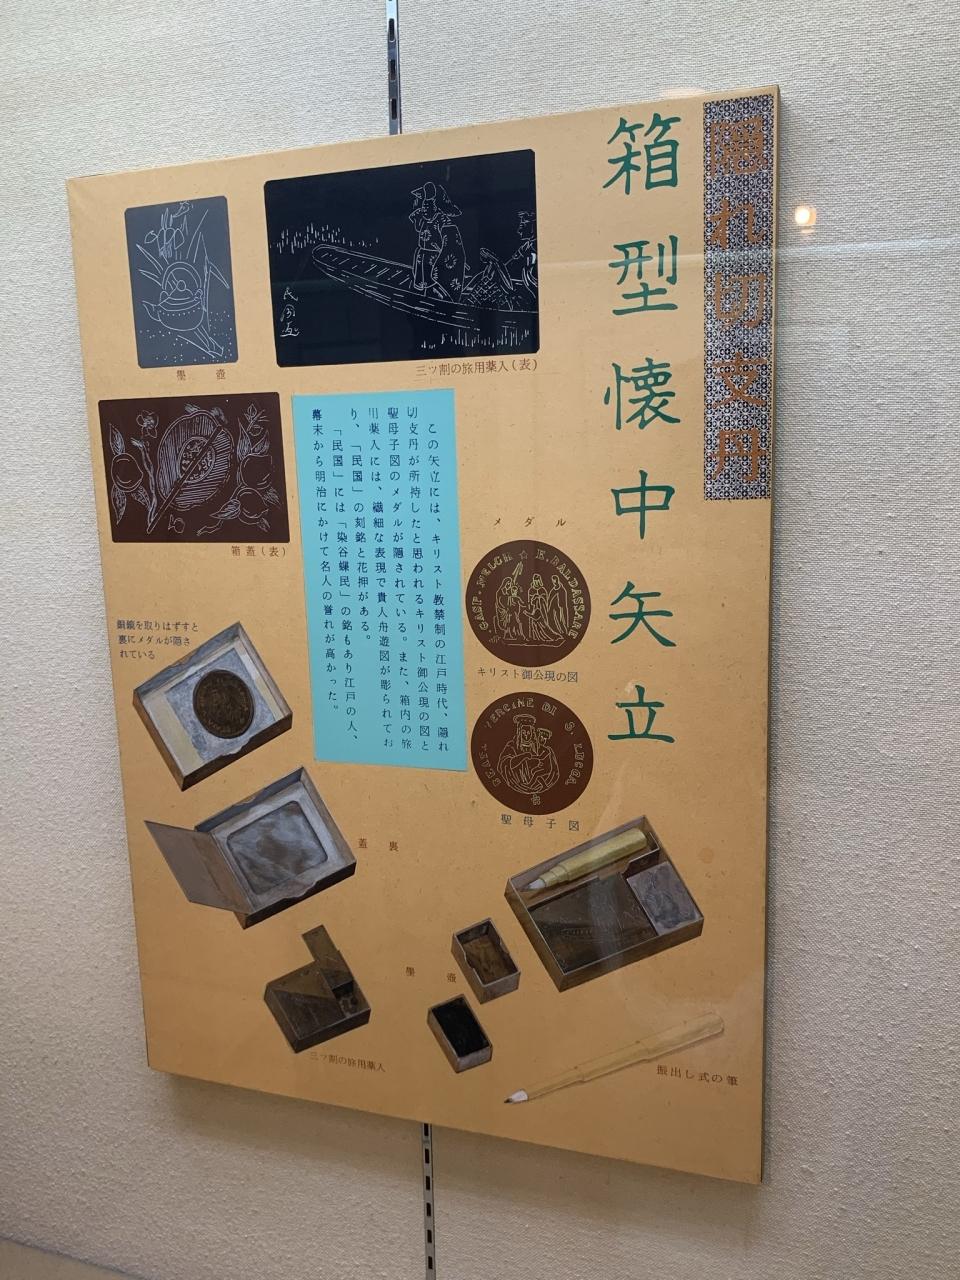 隠れ切支丹
箱型懐中矢立
民国
墨壺
三ツ割の旅用薬入(表)
箱蓋(表)
この矢立には、キリスト教禁制の江戸時代、隠れ
切支丹が所持したと思われるキリスト御公現の図と
聖母子図のメダルが隠されている。また、箱内の旅
用薬入には、繊細な表現で貴人舟遊図が彫られてお
り、「民国」の刻銘と花押がある。
「民国」には「染谷蝶民」の銘もあり江戸の人、
幕末から明治にかけて名人の誉れが高かった。
メダル
GASP·MELCH ☆ E.BALDASSARE
キリスト御公現の図
VERGINE DI S. LUCCA
聖母子図
銅鏡を取りはずすと
裏にメダルが隠さ
れている
蓋裏
墨壺
三ツ割の旅用薬入
振出し式の筆